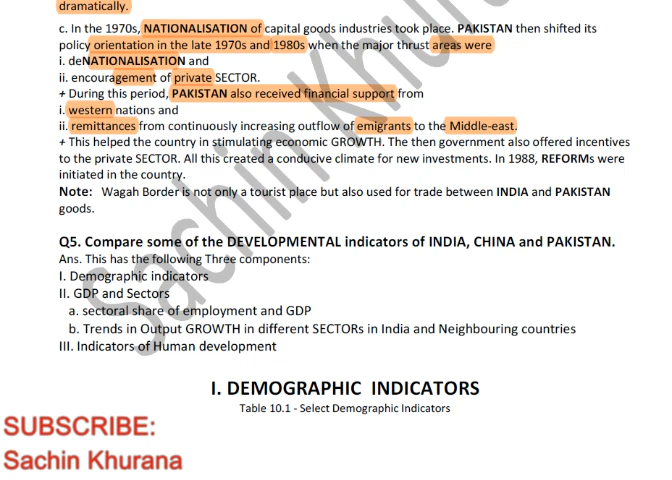 dramatically.
c. In the 1970s, NATIONALISATION of capital goods industries took place. PAKISTAN then shifted its
policy orientation in the late 1970s and 1980s when the major thrust areas were
i. deNATIONALISATION and
ii. encouragement of private SECTOR.
+ During this period, PAKISTAN also received financial support from
i. western nations and
ii. remittances from continuously increasing outflow of emigrants to the Middle-east.
+ This helped the country in stimulating economic GROWTH. The then government also offered incentives
to the private SECTOR. All this created a conducive climate for new investments. In 1988, REFORMs were
initiated in the country.
Note: Wagah Border is not only a tourist place but also used for trade between INDIA and PAKISTAN
goods.
Q5. Compare some of the DEVELOPMENTAL indicators of INDIA, CHINA and PAKISTAN.
Ans. This has the following Three components:
I. Demographic indicators
II. GDP and Sectors
a. sectoral share of employment and GDP
b. Trends in Output GROWTH in different SECTORs in India and Neighbouring countries
III. Indicators of Human development
I. DEMOGRAPHIC INDICATORS
Table 10.1 - Select Demographic Indicators
SUBSCRIBE:
Sachin Khurana
Sachin Khura